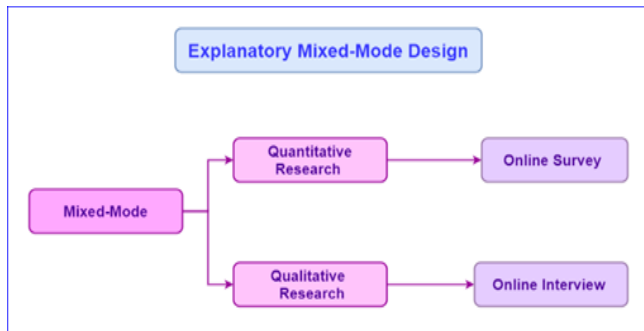 Explanatory Mixed-Mode Design
Quantitative
Research
Online Survey
Mixed-Mode
Qualitative
Research
Online Interview